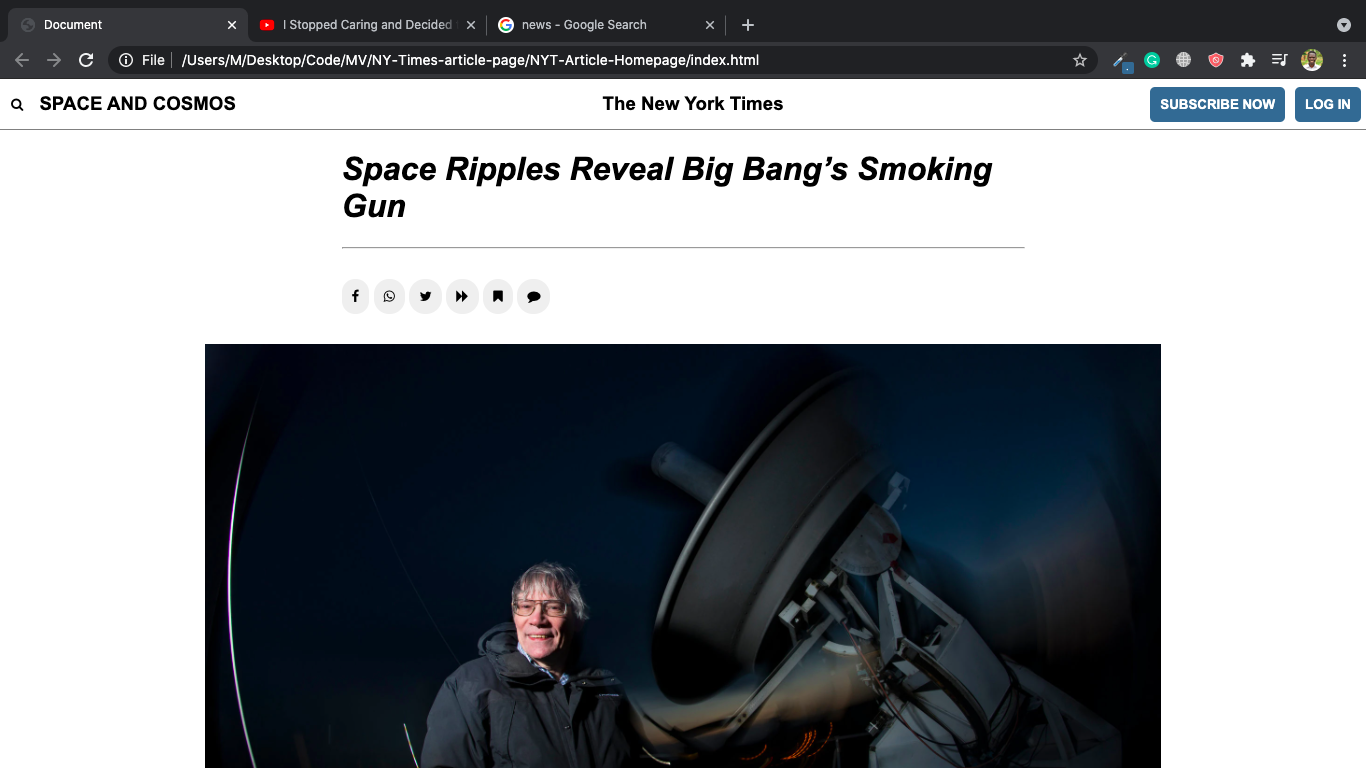 Document
I Stopped Caring and Decided
news - Google Search
File
/Users/M/Desktop/Code/MV/NY-Times-article-page/NYT-Article-Homepage/index.html
SPACE AND COSMOS
The New York Times
SUBSCRIBE NOW
LOG IN
Space Ripples Reveal Big Bang’s Smoking
Gun